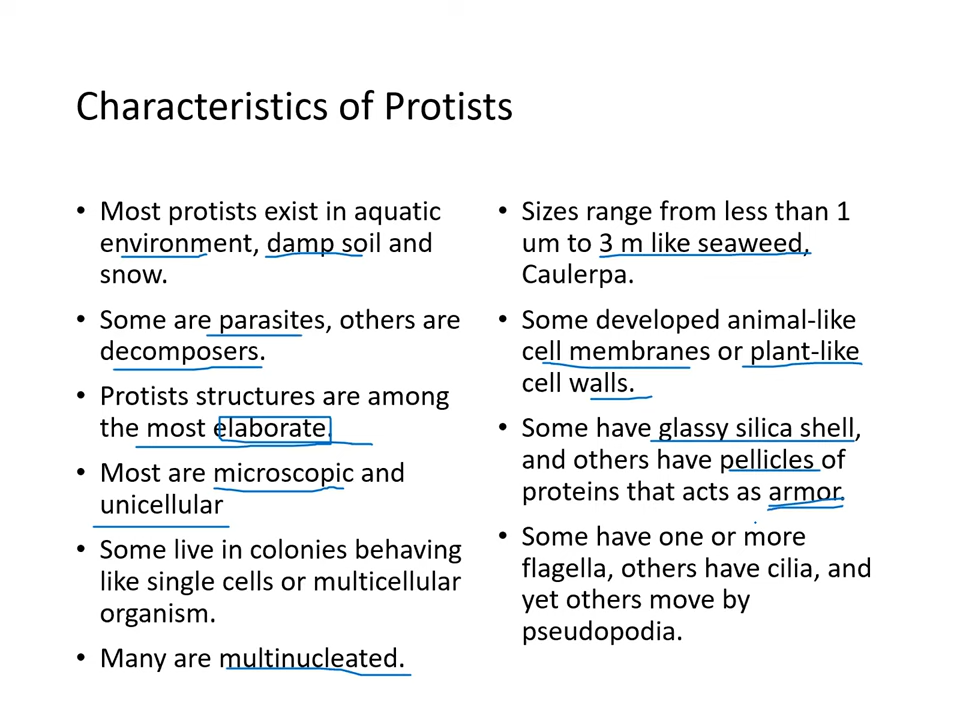 Characteristics of Protists
• Most protists exist in aquatic
environment, damp soil and
snow.
• Some are parasites, others are
decomposers.
• Protists structures are among
the most elaborate.
• Most are microscopic and
unicellular
• Some live in colonies behaving
like single cells or multicellular
organism.
• Many are multinucleated.
• Sizes range from less than 1
um to 3 m like seaweed,
Caulerpa.
• Some developed animal-like
cell membranes or plant-like
cell walls.
• Some have glassy silica shell,
and others have pellicles of
proteins that acts as armor.
• Some have one or more
flagella, others have cilia, and
yet others move by
pseudopodia.